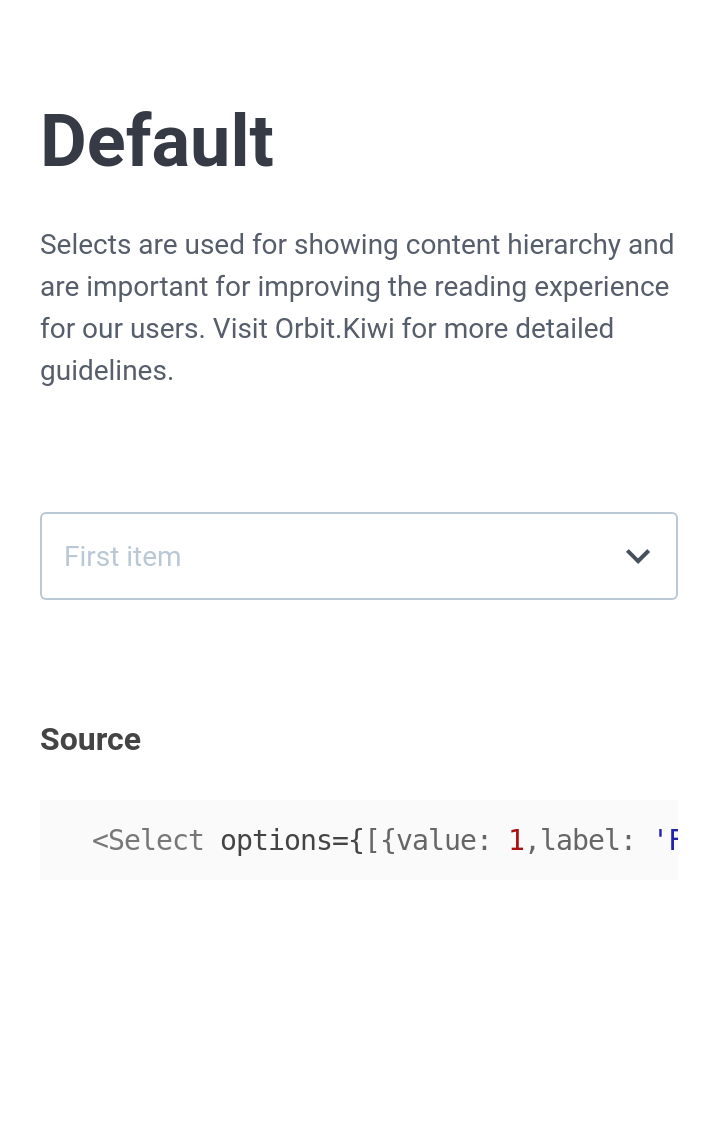 Default
Selects are used for showing content hierarchy and
are important for improving the reading experience
for our users. Visit Orbit.Kiwi for more detailed
guidelines.
First item
Source
<Select options={[{value: 1,label: 'F